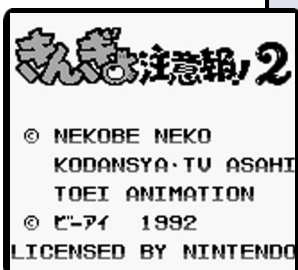 きんぎょ注意報!2
© NEKOBE NEKO
KODANSYA·TV ASAHI
TOEI ANIMATION
© ビーアイ 1992
LICENSED BY NINTENDO